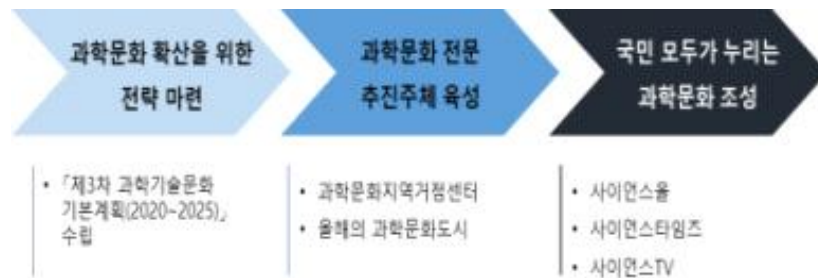 과학문화 확산을 위한
전략 마련
과학문화 전문
추진주체 육성
국민 모두가 누리는
과학문화 조성
• 「제3차 과학기술문화
기본계획(2020~2025)」
수립
• 과학문화지역거점센터
• 올해의 과학문화도시
• 사이언스올
• 사이언스타임즈
• 사이언스TV